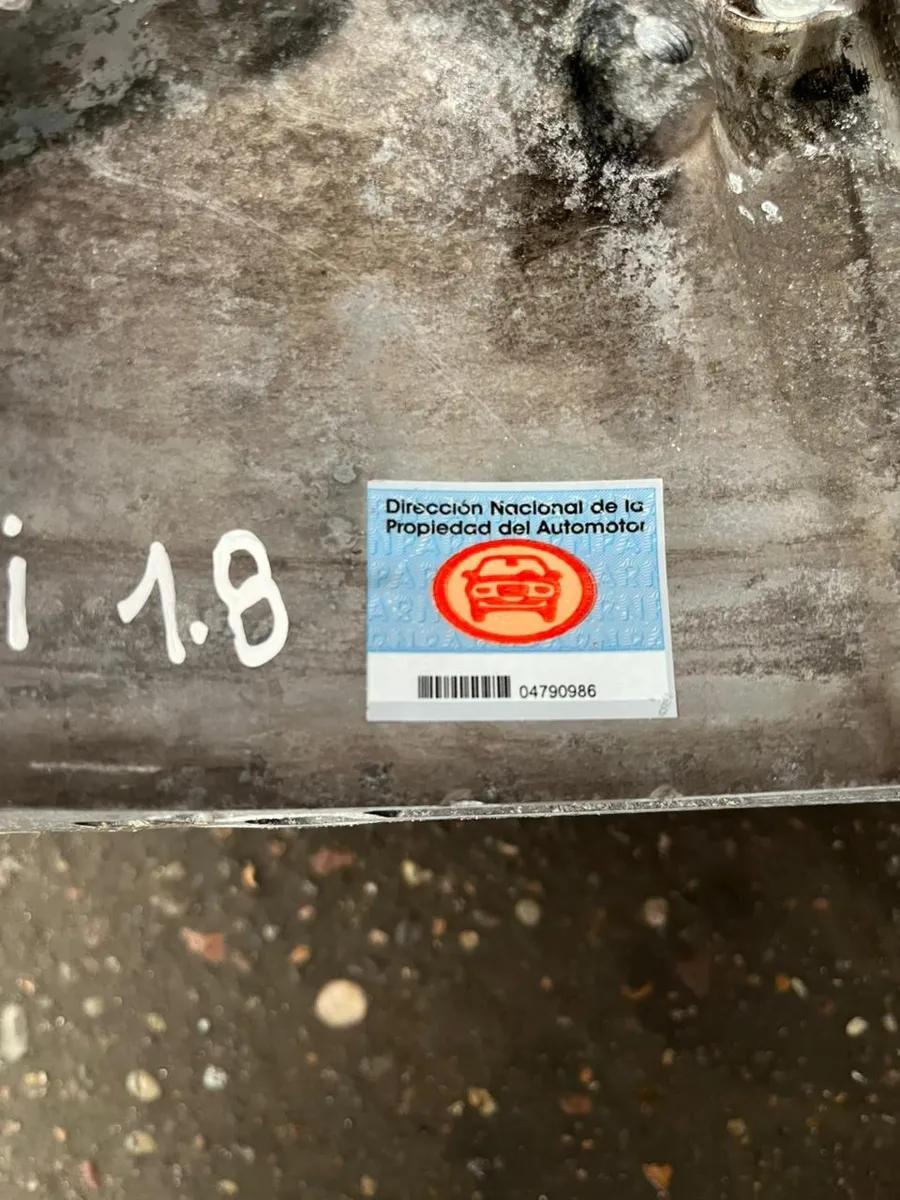 Dirección Nacional de la
Propiedad del Automotor
i 1.8
04790986